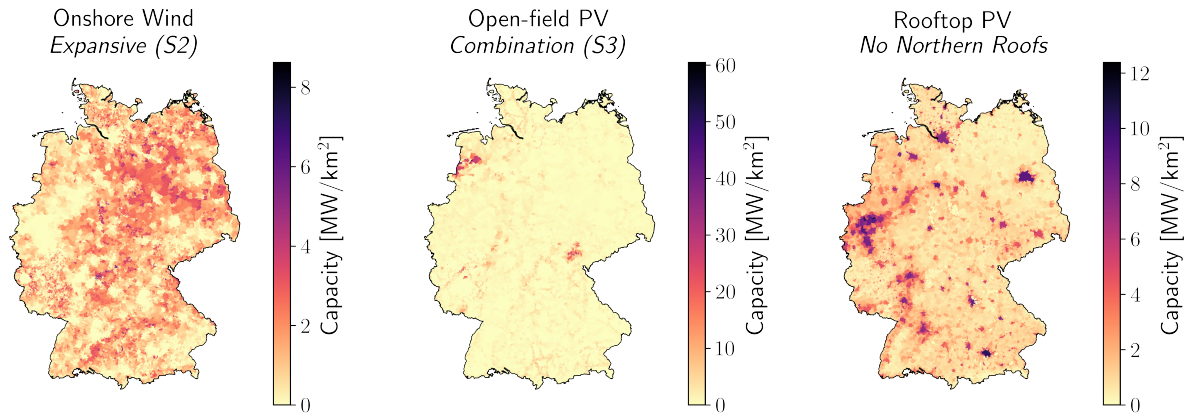 Onshore Wind
Expansive (S2)
8
6
4
2
0
Capacity [MW/km²]
Open-field PV
Combination (S3)
60
50
40
30
20
10
0
Capacity [MW/km²]
Rooftop PV
No Northern Roofs
12
10
8
6
4
2
0
Capacity [MW/km²]